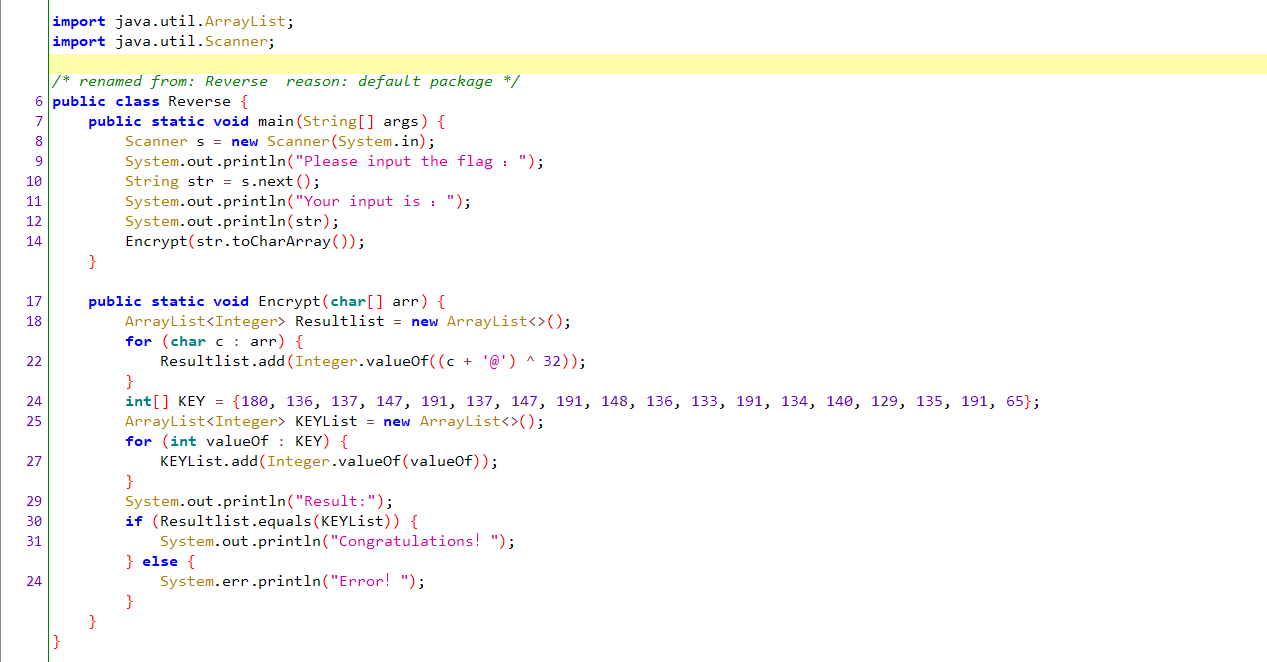 import java.util.ArrayList;
import java.util.Scanner;
/* renamed from: Reverse  reason: default package */
6 public class Reverse {
7 public static void main(String[] args) {
8 Scanner s = new Scanner(System.in);
9 System.out.println("Please input the flag ：");
10 String str = s.next();
11 System.out.println("Your input is ：");
12 System.out.println(str);
14 Encrypt(str.toCharArray());
}
17 public static void Encrypt(char[] arr) {
18 ArrayList<Integer> Resultlist = new ArrayList<>();
for (char c : arr) {
22 Resultlist.add(Integer.valueOf((c + '@') ^ 32));
}
24 int[] KEY = {180, 136, 137, 147, 191, 137, 147, 191, 148, 136, 133, 191, 134, 140, 129, 135, 191, 65};
25 ArrayList<Integer> KEYList = new ArrayList<>();
for (int valueOf : KEY) {
27 KEYList.add(Integer.valueOf(valueOf));
}
29 System.out.println("Result:");
30 if (Resultlist.equals(KEYList)) {
31 System.out.println("Congratulations！");
} else {
24 System.err.println("Error！");
}
}
}